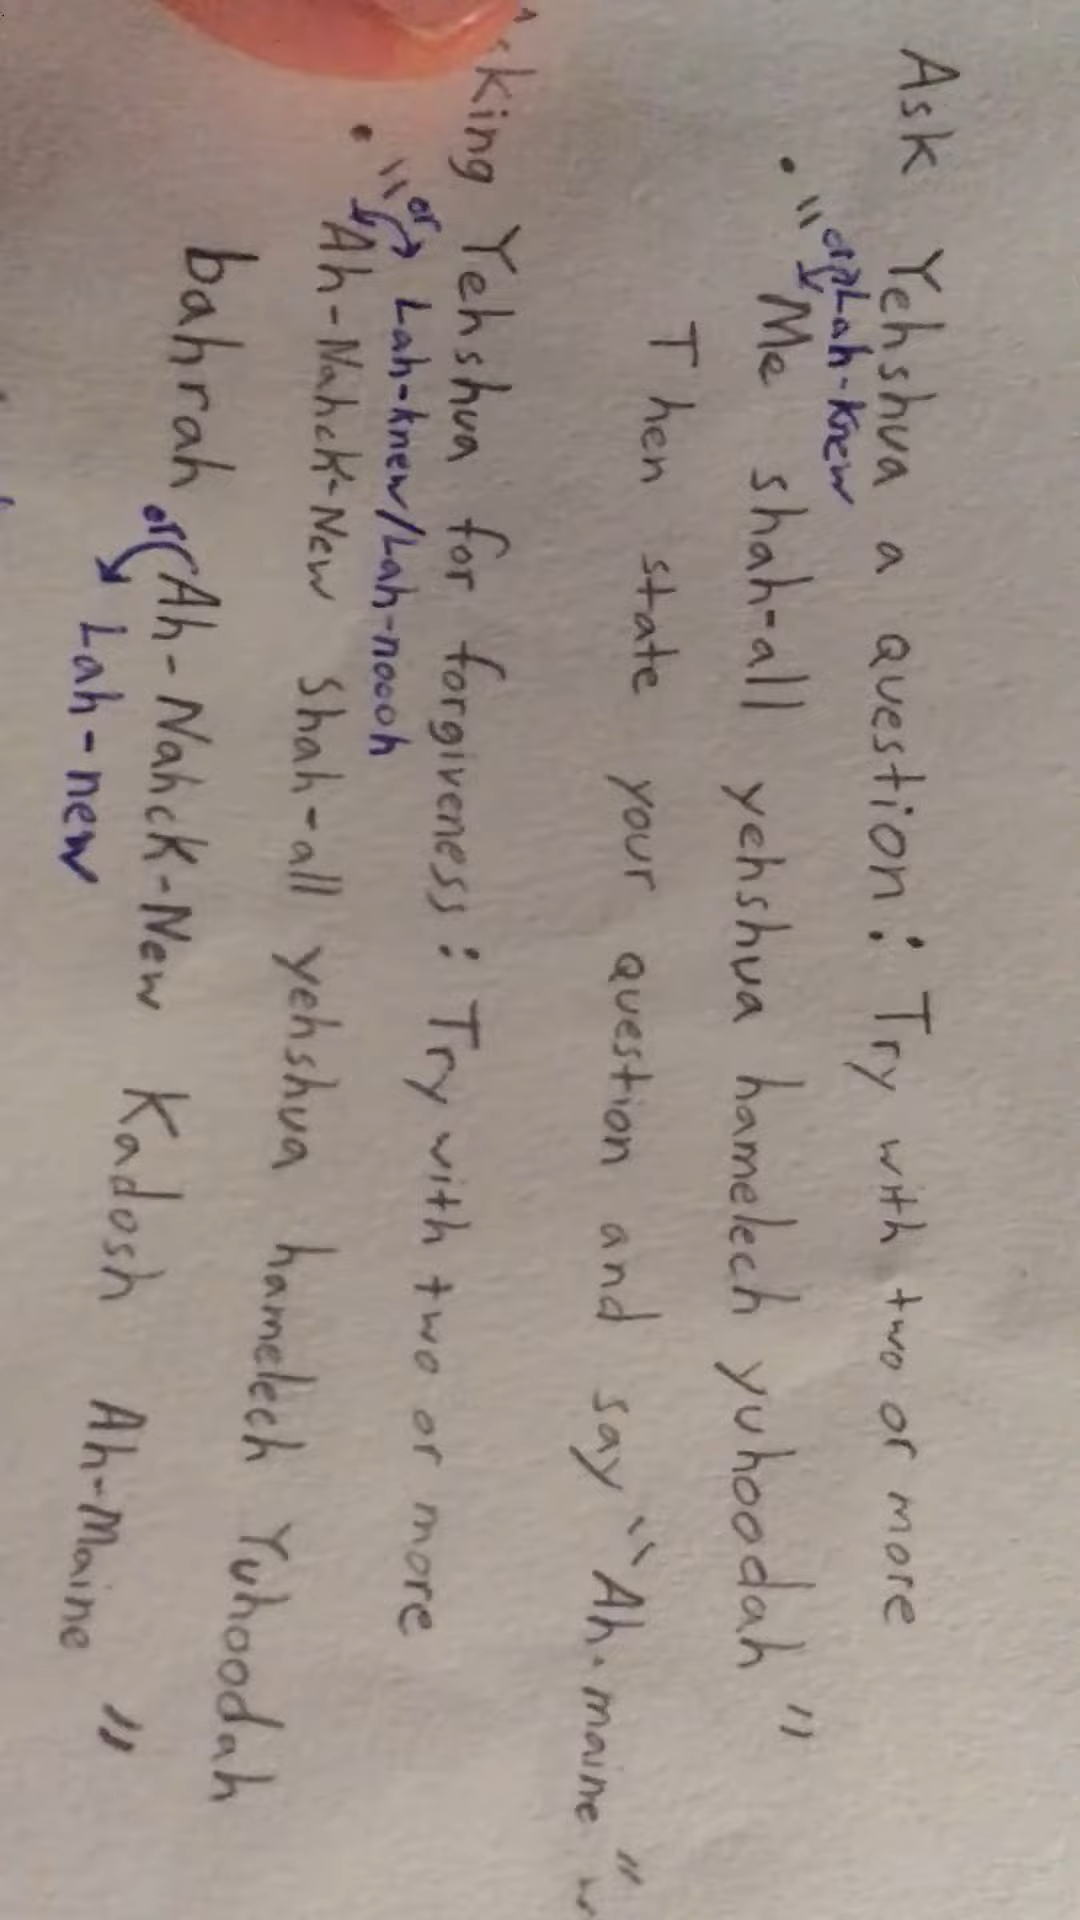 Ask Yehshua a question: Try with two or more
or Lah-Knew
• "Me shah-all yehshua hamelech yuhoodah"
Then state your question and say "Ah-maine"
Asking Yehshua for forgiveness: Try with two or more
or Lah-knew/Lah-noooh
• "Ah-Nahck-New shah-all yehshua hamelech Yuhoodah
bahrah Ah-Nahck-New Kadosh Ah-Maine"
or Lah-new